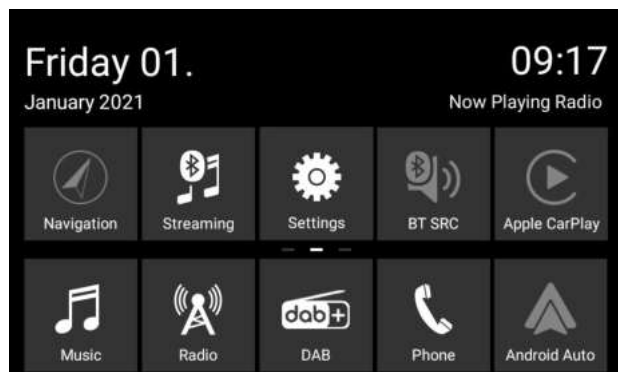 Friday 01.
09:17
January 2021
Now Playing Radio
Navigation
Streaming
Settings
BT SRC
Apple CarPlay
dab+
Music
Radio
DAB
Phone
Android Auto